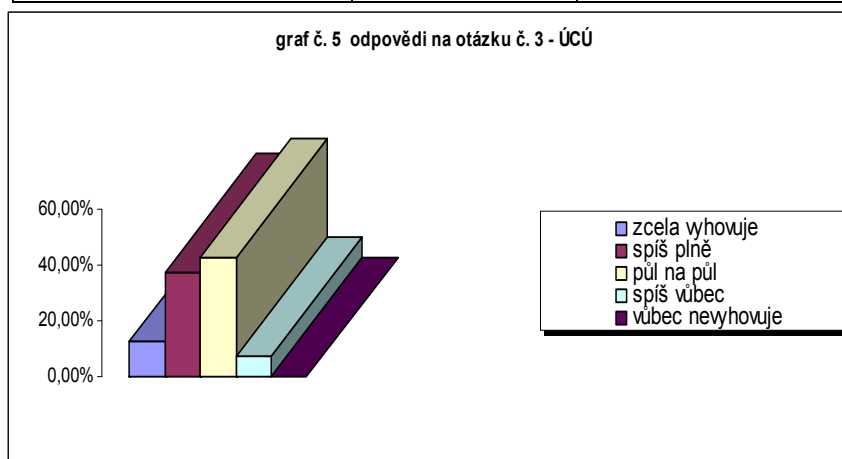 graf č. 5 odpovědi na otázku č. 3 - ÚCÚ
60,00%
40,00%
20,00%
0,00%
zcela vyhovuje
spíš plně
půl na půl
spíš vůbec
vůbec nevyhovuje